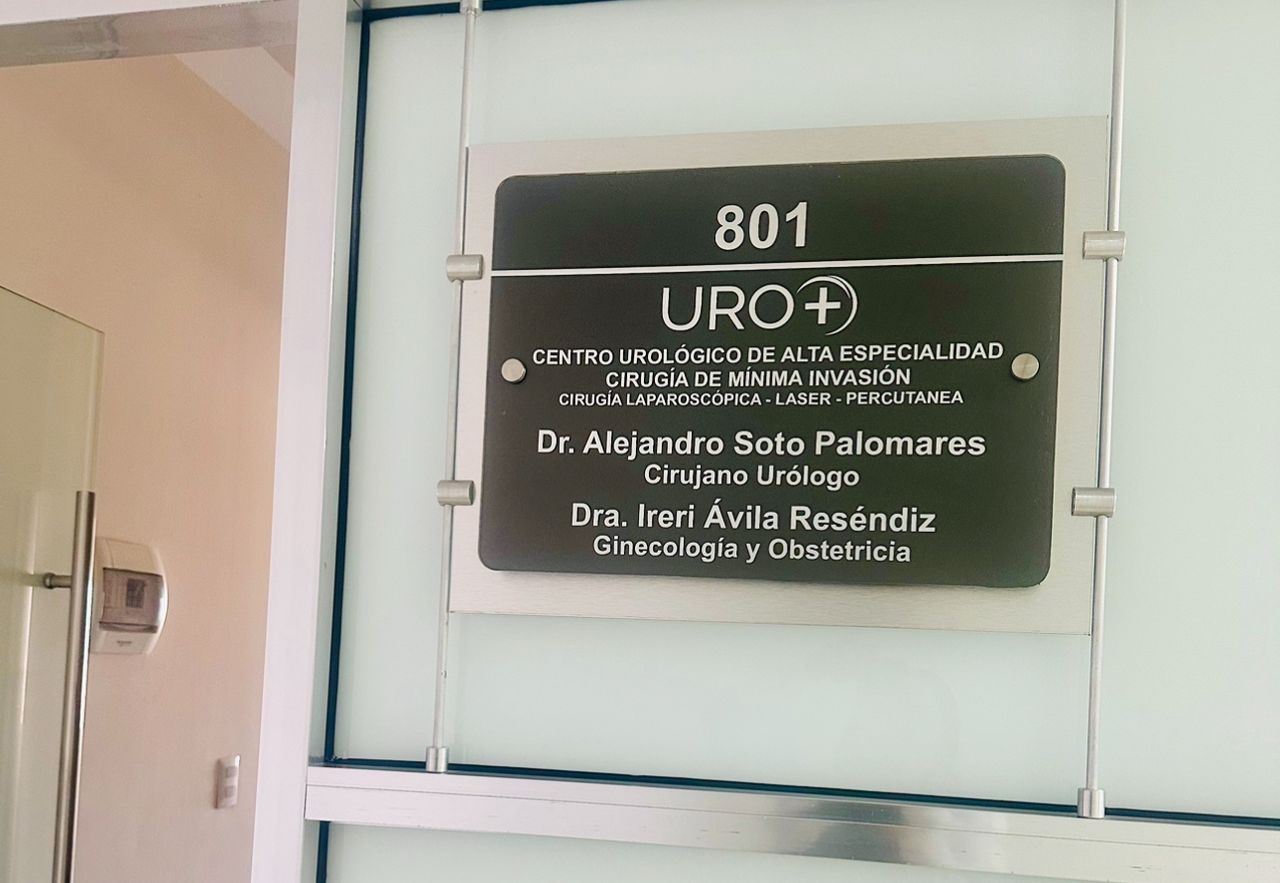 801
URO+
CENTRO UROLÓGICO DE ALTA ESPECIALIDAD
CIRUGÍA DE MÍNIMA INVASIÓN
CIRUGÍA LAPAROSCÓPICA - LASER - PERCUTANEA
Dr. Alejandro Soto Palomares
Cirujano Urólogo
Dra. Ireri Ávila Reséndiz
Ginecología y Obstetricia